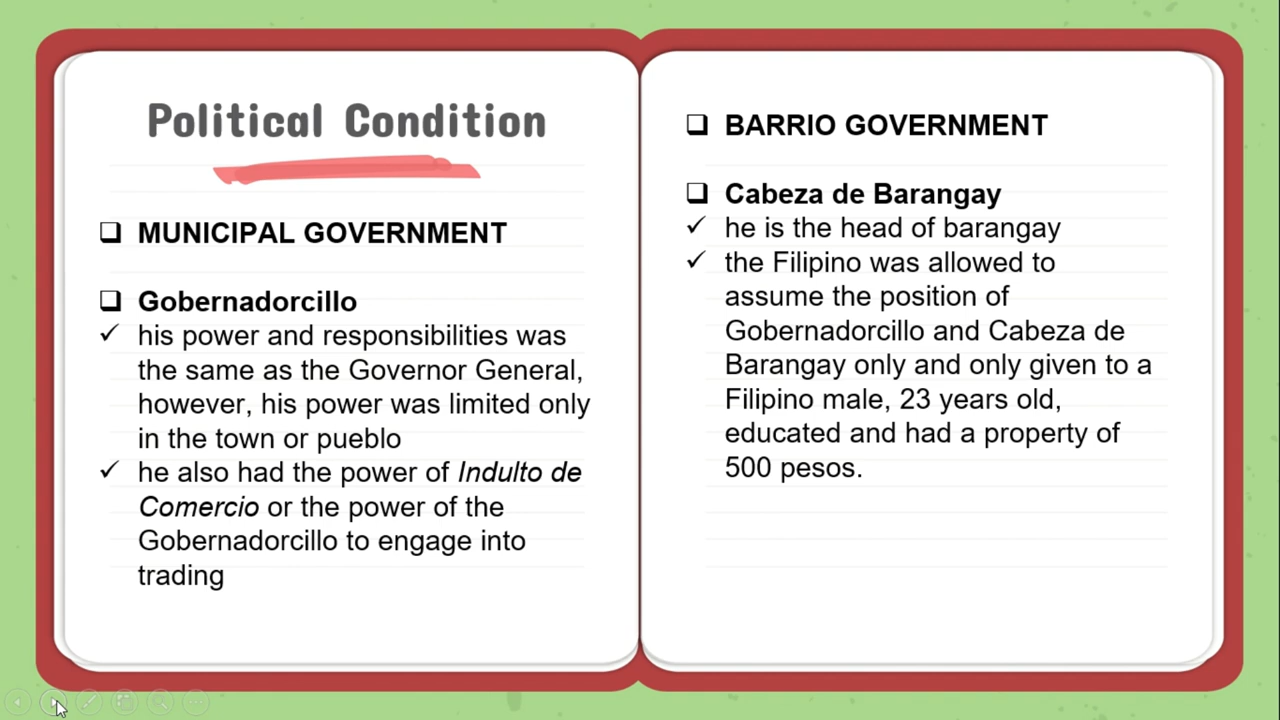 Political Condition
❑ MUNICIPAL GOVERNMENT
❑ Gobernadorcillo
✓ his power and responsibilities was
the same as the Governor General,
however, his power was limited only
in the town or pueblo
✓ he also had the power of Indulto de
Comercio or the power of the
Gobernadorcillo to engage into
trading
❑ BARRIO GOVERNMENT
❑ Cabeza de Barangay
✓ he is the head of barangay
✓ the Filipino was allowed to
assume the position of
Gobernadorcillo and Cabeza de
Barangay only and only given to a
Filipino male, 23 years old,
educated and had a property of
500 pesos.